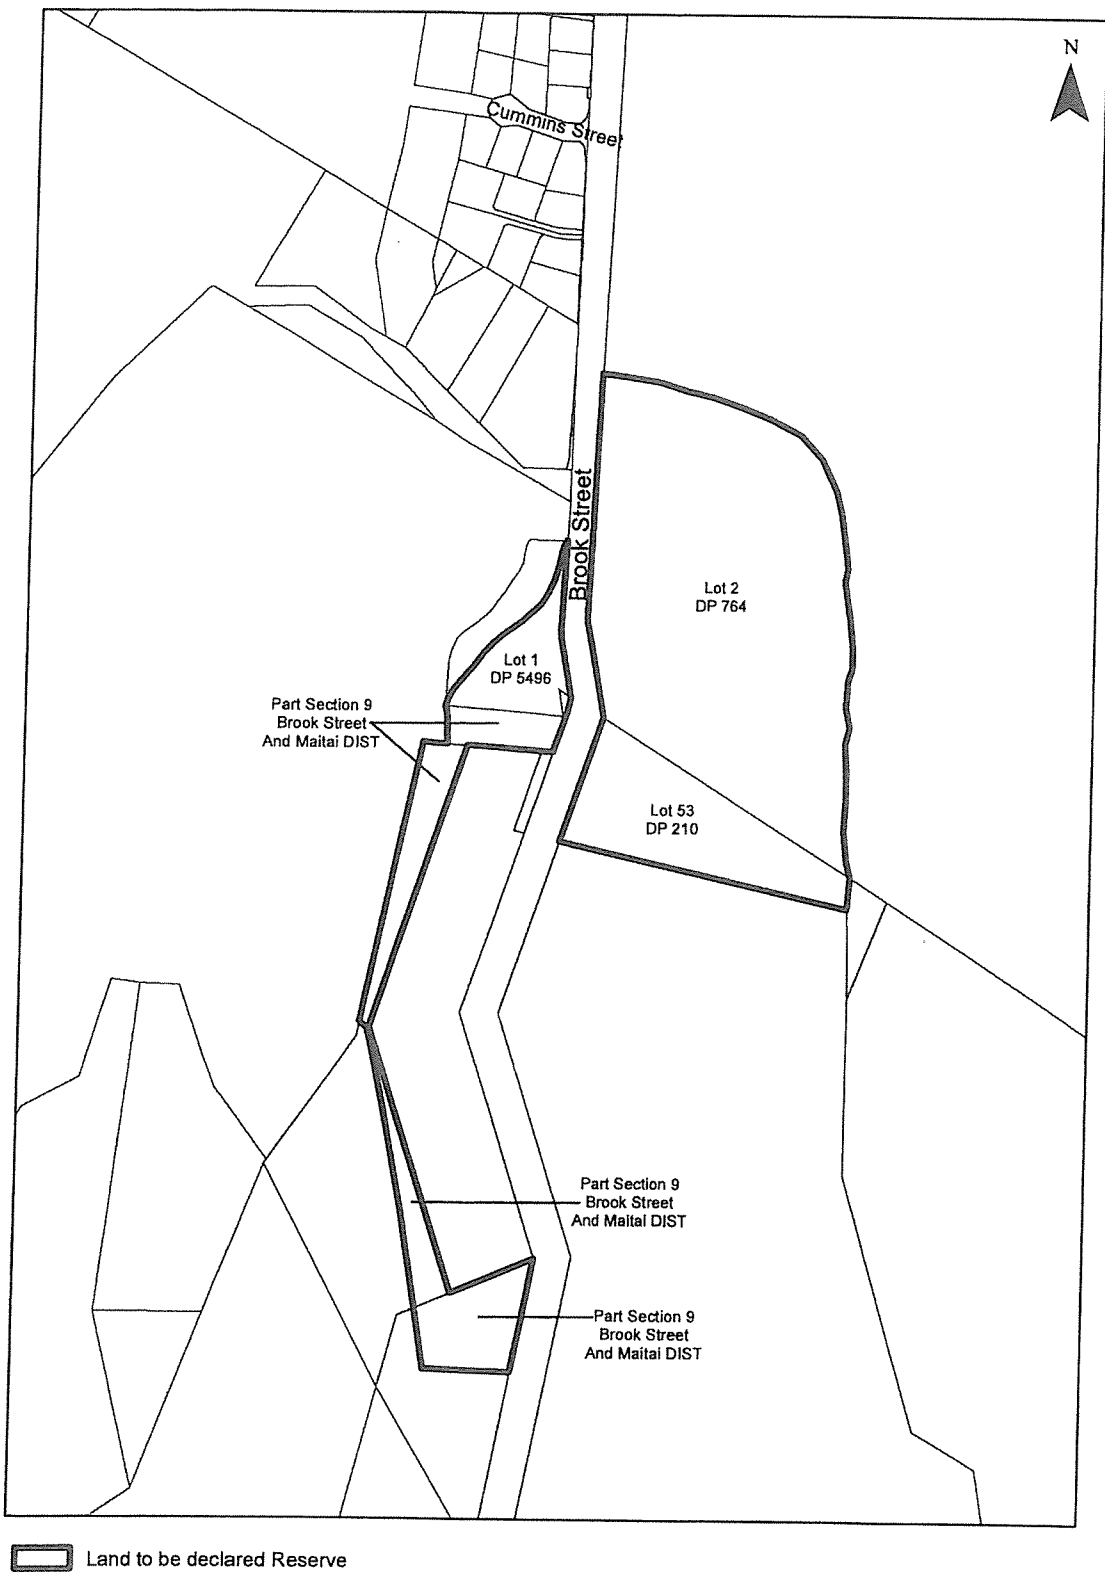 N
Cummins Street
Brook Street
Lot 2
DP 764
Lot 1
DP 5496
Part Section 9
Brook Street
And Maitai DIST
Lot 53
DP 210
Part Section 9
Brook Street
And Maitai DIST
Part Section 9
Brook Street
And Maitai DIST
Land to be declared Reserve